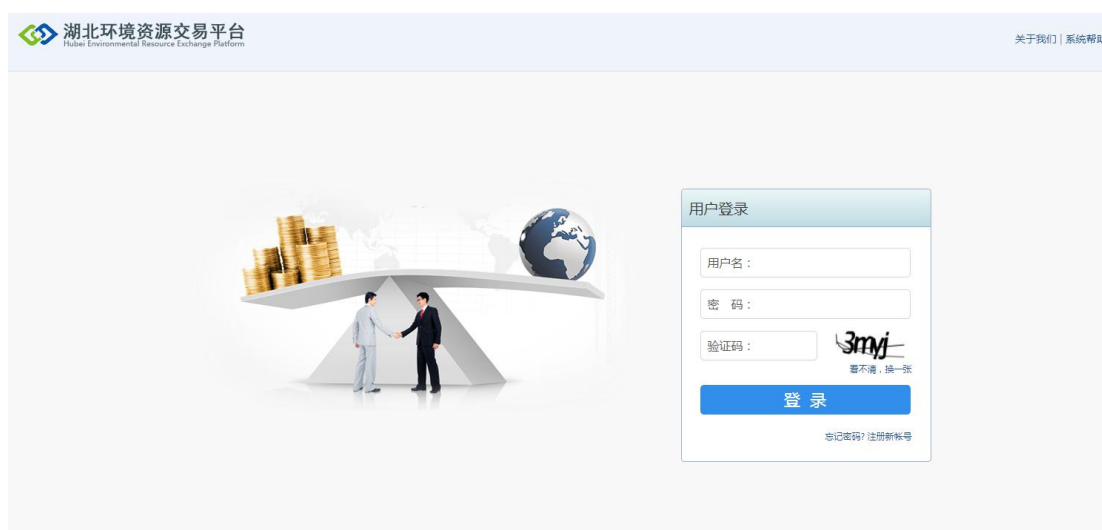 湖北环境资源交易平台
Hubei Environmental Resource Exchange Platform
关于我们 | 系统帮助
用户登录
用户名：
密 码：
验证码：
3myj
看不清，换一张
登 录
忘记密码? 注册新帐号